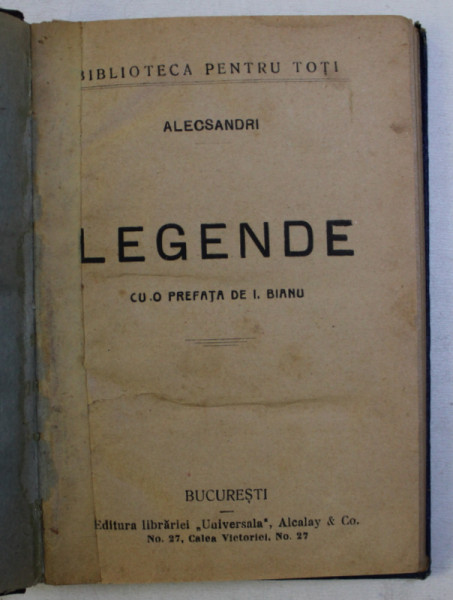 BIBLIOTECA PENTRU TOȚI
ALECSANDRI
LEGENDE
CU O PREFAȚA DE I. BIANU
BUCUREȘTI
Editura librăriei „Universala", Alcalay & Co.
No. 27, Calea Victoriei, No. 27